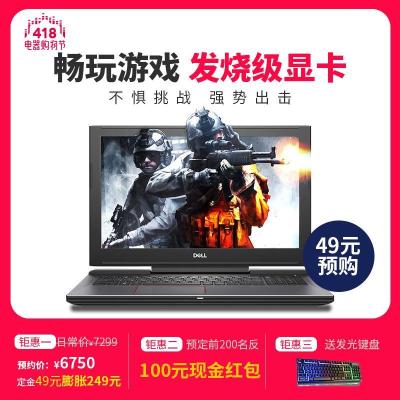 418
电器购物节
畅玩游戏 发烧级显卡
不惧挑战 强势出击
DELL
49元
预购
钜惠一 日常价¥7299
预约价：¥6750
定金49元膨胀249元
钜惠二 预定前200名反
100元现金红包
钜惠三 送发光键盘